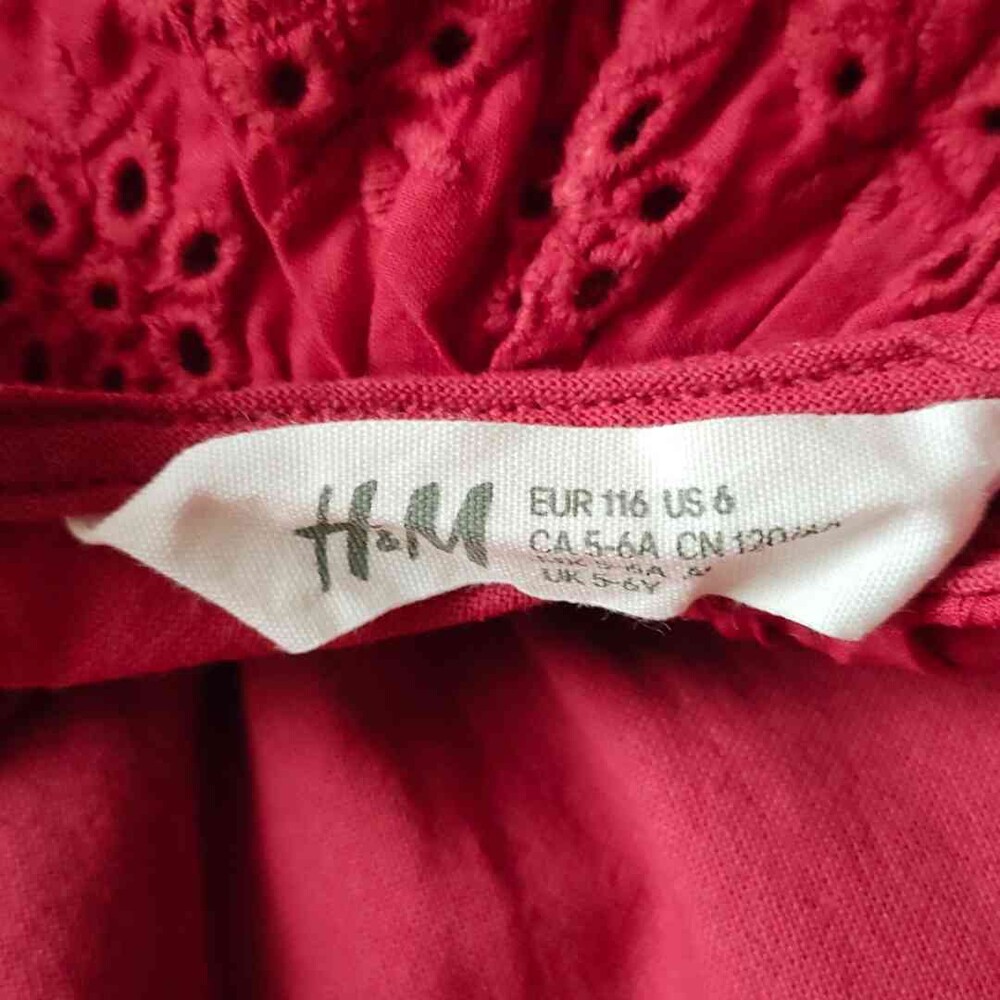 H&M
EUR 116 US 6
CA 5-6A CN 120/
UK 5-6Y